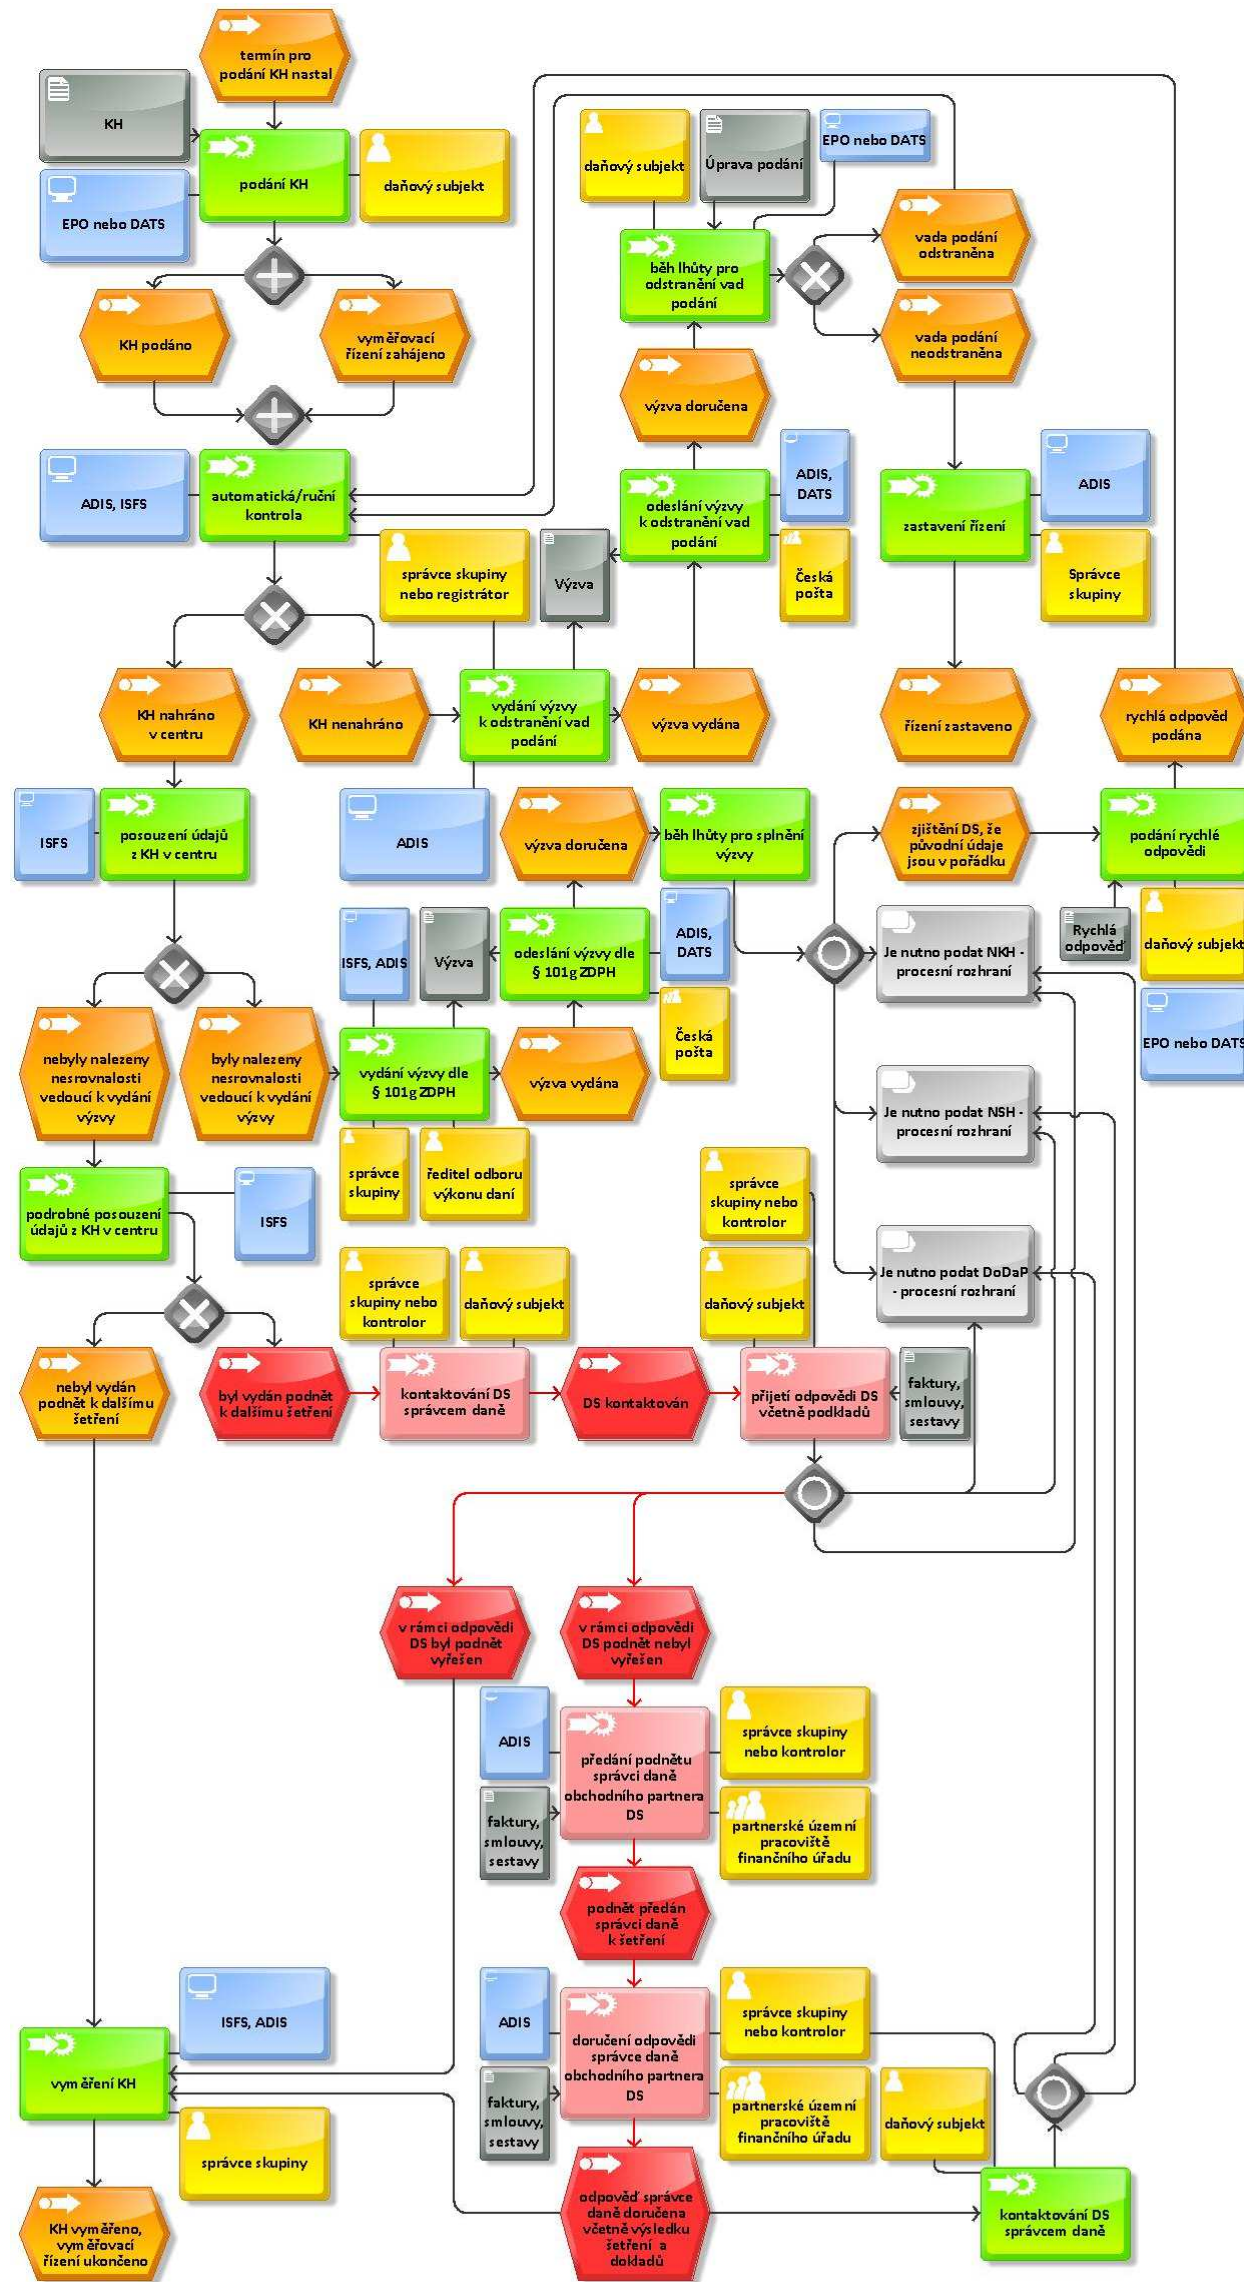 termín pro
podání KH nastal
KH
podání KH
daňový subjekt
EPO nebo DATS
KH podáno
vyměřovací
řízení zahájeno
daňový subjekt
Úprava podání
EPO nebo DATS
běh lhůty pro
odstranění vad
podání
vada podání
odstraněna
vada podání
neodstraněna
výzva doručena
ADIS, ISFS
automatická/ruční
kontrola
odeslání výzvy
k odstranění vad
podání
ADIS,
DATS
Česká
pošta
zastavení řízení
ADIS
Správce
skupiny
správce skupiny
nebo registrátor
Výzva
KH nahráno
v centru
KH nenahráno
vydání výzvy
k odstranění vad
podání
výzva vydána
řízení zastaveno
rychlá odpověd
podána
ISFS
posouzení údajů
z KH v centru
ADIS
výzva doručena
běh lhůty pro splnění
výzvy
zjištění DS, že
původní údaje
jsou v pořádku
podání rychlé
odpovědi
ISFS, ADIS
Výzva
odeslání výzvy dle
§ 101g ZDPH
ADIS,
DATS
Je nutno podat NKH -
procesní rozhraní
Rychlá
odpověď
daňový subjekt
Česká
pošta
EPO nebo DATS
nebyly nalezeny
nesrovnalosti
vedoucí k vydání
výzvy
byly nalezeny
nesrovnalosti
vedoucí k vydání
výzvy
vydání výzvy dle
§ 101g ZDPH
výzva vydána
Je nutno podat NSH -
procesní rozhraní
správce
skupiny
ředitel odboru
výkonu daní
podrobné posouzení
údajů z KH v centru
ISFS
správce
skupiny nebo
kontrolor
Je nutno podat DoDaP
- procesní rozhraní
správce
skupiny nebo
kontrolor
daňový subjekt
daňový subjekt
nebyl vydán
podnět k dalšímu
šetření
byl vydán podnět
k dalšímu šetření
kontaktování DS
správcem daně
DS kontaktován
přijetí odpovědi DS
včetně podkladů
faktury,
smlouvy,
sestavy
v rámci odpovědi
DS byl podnět
vyřešen
v rámci odpovědi
DS podnět nebyl
vyřešen
ADIS
předání podnětu
správci daně
obchodního partnera
DS
správce skupiny
nebo kontrolor
faktury,
smlouvy,
sestavy
partnerské územní
pracoviště
finančního úřadu
podnět předán
správci daně
k šetření
ISFS, ADIS
ADIS
doručení odpovědi
správce daně
obchodního partnera
DS
správce skupiny
nebo kontrolor
vyměření KH
faktury,
smlouvy,
sestavy
partnerské územní
pracoviště
finančního úřadu
daňový subjekt
správce skupiny
KH vyměřeno,
vyměřovací
řízení ukončeno
odpověď správce
daně doručena
včetně výsledku
šetření a
dokladů
kontaktování DS
správcem daně